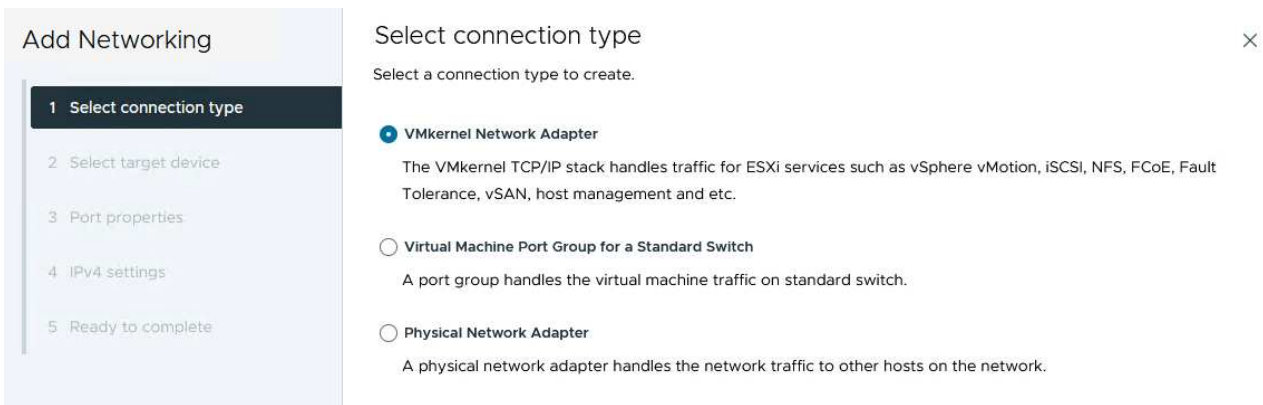 Add Networking
1 Select connection type
2 Select target device
3 Port properties
4 IPv4 settings
5 Ready to complete
Select connection type
Select a connection type to create.
VMkernel Network Adapter
The VMkernel TCP/IP stack handles traffic for ESXi services such as vSphere vMotion, iSCSI, NFS, FCoE, Fault
Tolerance, vSAN, host management and etc.
Virtual Machine Port Group for a Standard Switch
A port group handles the virtual machine traffic on standard switch.
Physical Network Adapter
A physical network adapter handles the network traffic to other hosts on the network.